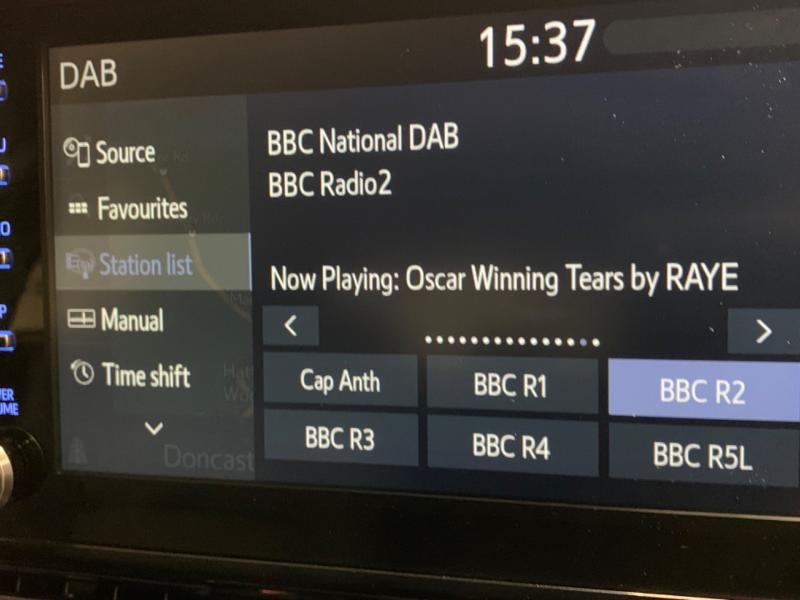 15:37
DAB
Source
Favourites
Station list
Manual
Time shift
BBC National DAB
BBC Radio2
Now Playing: Oscar Winning Tears by RAYE
Cap Anth
BBC R1
BBC R2
BBC R3
BBC R4
BBC R5L
Doncast